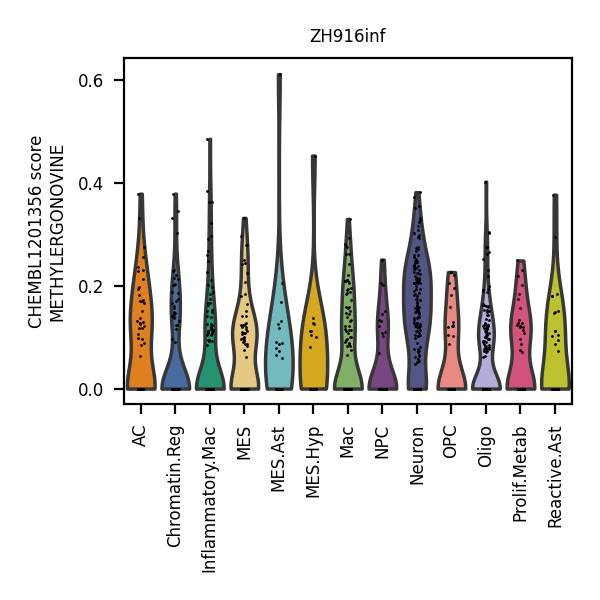 ZH916inf
CHEMBL1201356 score
METHYLERGONOVINE
0.6
0.4
0.2
0.0
AC
Chromatin.Reg
Inflammatory.Mac
MES
MES.Ast
MES.Hyp
Mac
NPC
Neuron
OPC
Oligo
Prolif.Metab
Reactive.Ast